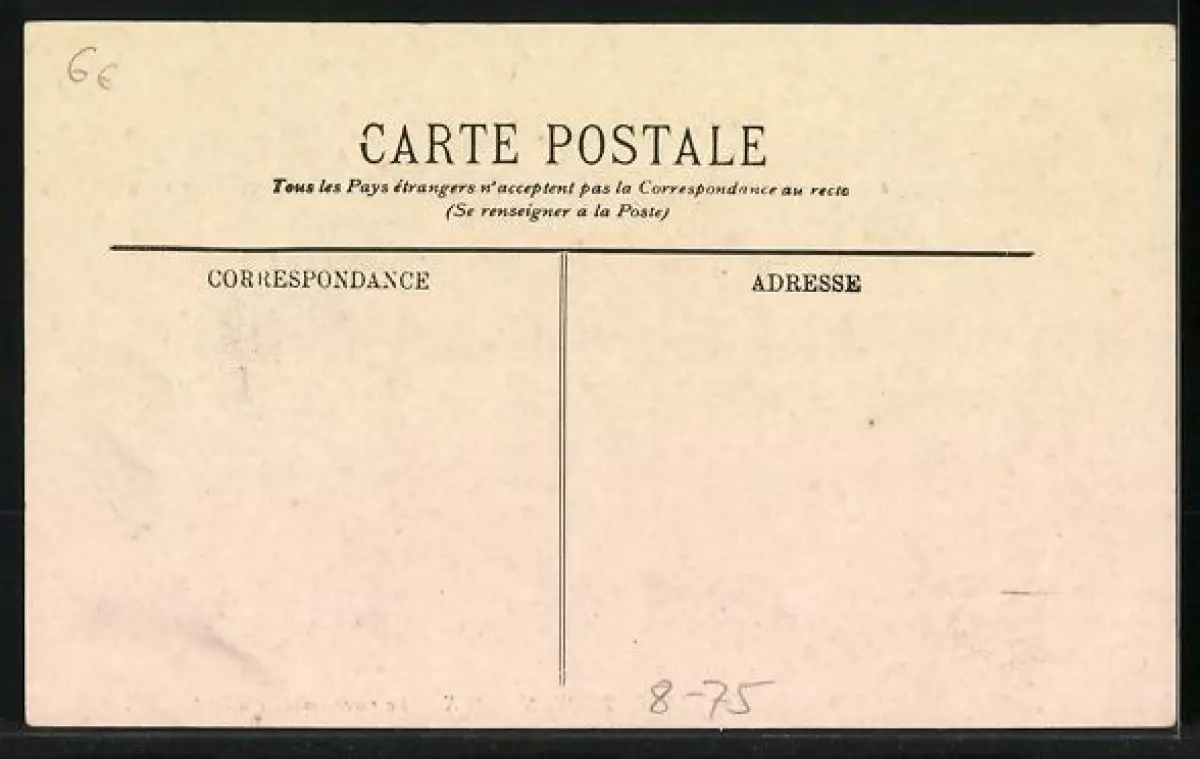 6€
CARTE POSTALE
Tous les Pays étrangers n'acceptent pas la Correspondance au recto
(Se renseigner a la Poste)
CORRESPONDANCE
ADRESSE
8-75